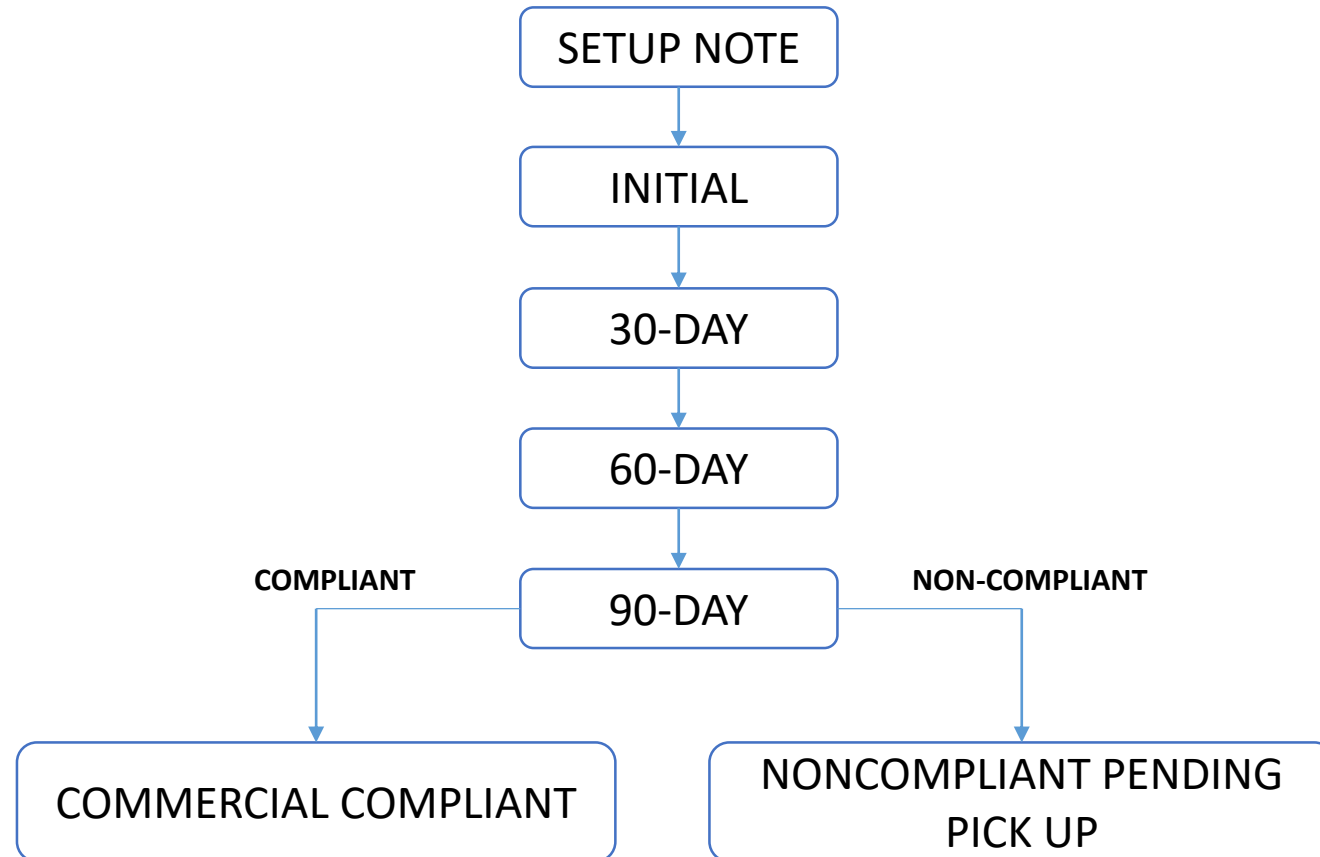 SETUP NOTE
INITIAL
30-DAY
60-DAY
COMPLIANT
NON-COMPLIANT
90-DAY
COMMERCIAL COMPLIANT
NONCOMPLIANT PENDING
PICK UP